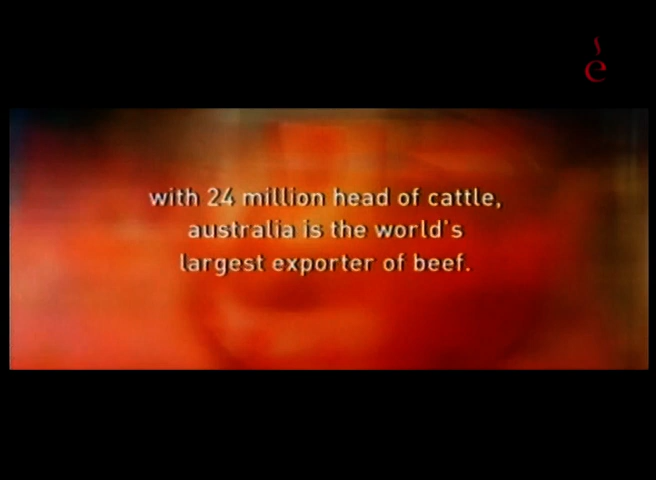 with 24 million head of cattle,
australia is the world's
largest exporter of beef.
e